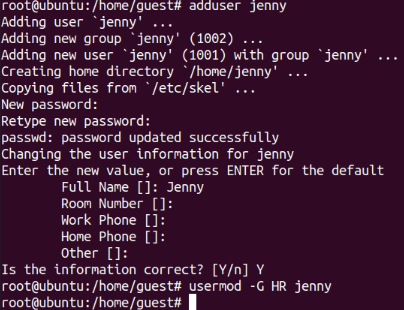 root@ubuntu:/home/guest# adduser jenny
Adding user `jenny' ...
Adding new group `jenny' (1002) ...
Adding new user `jenny' (1001) with group `jenny' ...
Creating home directory `/home/jenny' ...
Copying files from `/etc/skel' ...
New password:
Retype new password:
passwd: password updated successfully
Changing the user information for jenny
Enter the new value, or press ENTER for the default
        Full Name []: Jenny
        Room Number []:
        Work Phone []:
        Home Phone []:
        Other []:
Is the information correct? [Y/n] Y
root@ubuntu:/home/guest# usermod -G HR jenny
root@ubuntu:/home/guest#